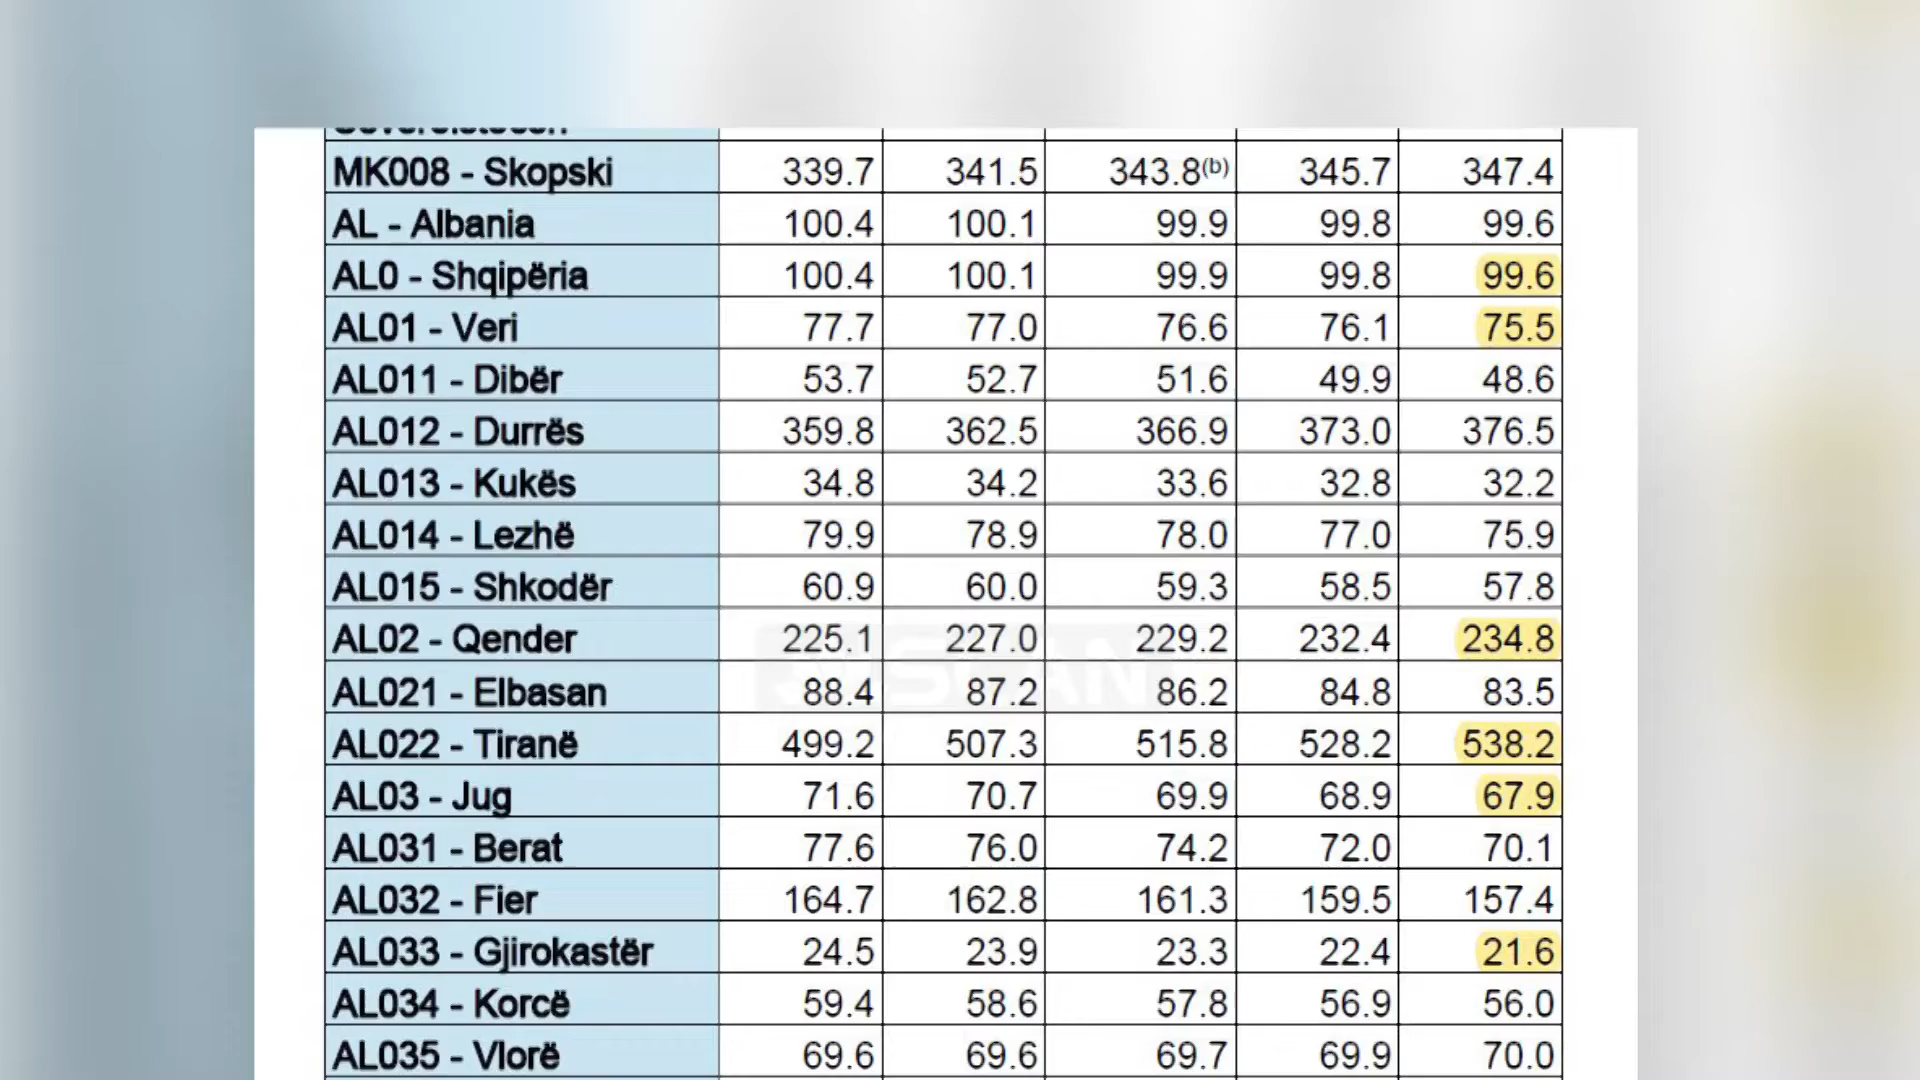 MK008 - Skopski 339.7 341.5 343.8(b) 345.7 347.4
AL - Albania 100.4 100.1 99.9 99.8 99.6
AL0 - Shqipëria 100.4 100.1 99.9 99.8 99.6
AL01 - Veri 77.7 77.0 76.6 76.1 75.5
AL011 - Dibër 53.7 52.7 51.6 49.9 48.6
AL012 - Durrës 359.8 362.5 366.9 373.0 376.5
AL013 - Kukës 34.8 34.2 33.6 32.8 32.2
AL014 - Lezhë 79.9 78.9 78.0 77.0 75.9
AL015 - Shkodër 60.9 60.0 59.3 58.5 57.8
AL02 - Qender 225.1 227.0 229.2 232.4 234.8
SCAN
AL021 - Elbasan 88.4 87.2 86.2 84.8 83.5
AL022 - Tiranë 499.2 507.3 515.8 528.2 538.2
AL03 - Jug 71.6 70.7 69.9 68.9 67.9
AL031 - Berat 77.6 76.0 74.2 72.0 70.1
AL032 - Fier 164.7 162.8 161.3 159.5 157.4
AL033 - Gjirokastër 24.5 23.9 23.3 22.4 21.6
AL034 - Korcë 59.4 58.6 57.8 56.9 56.0
AL035 - Vlorë 69.6 69.6 69.7 69.9 70.0